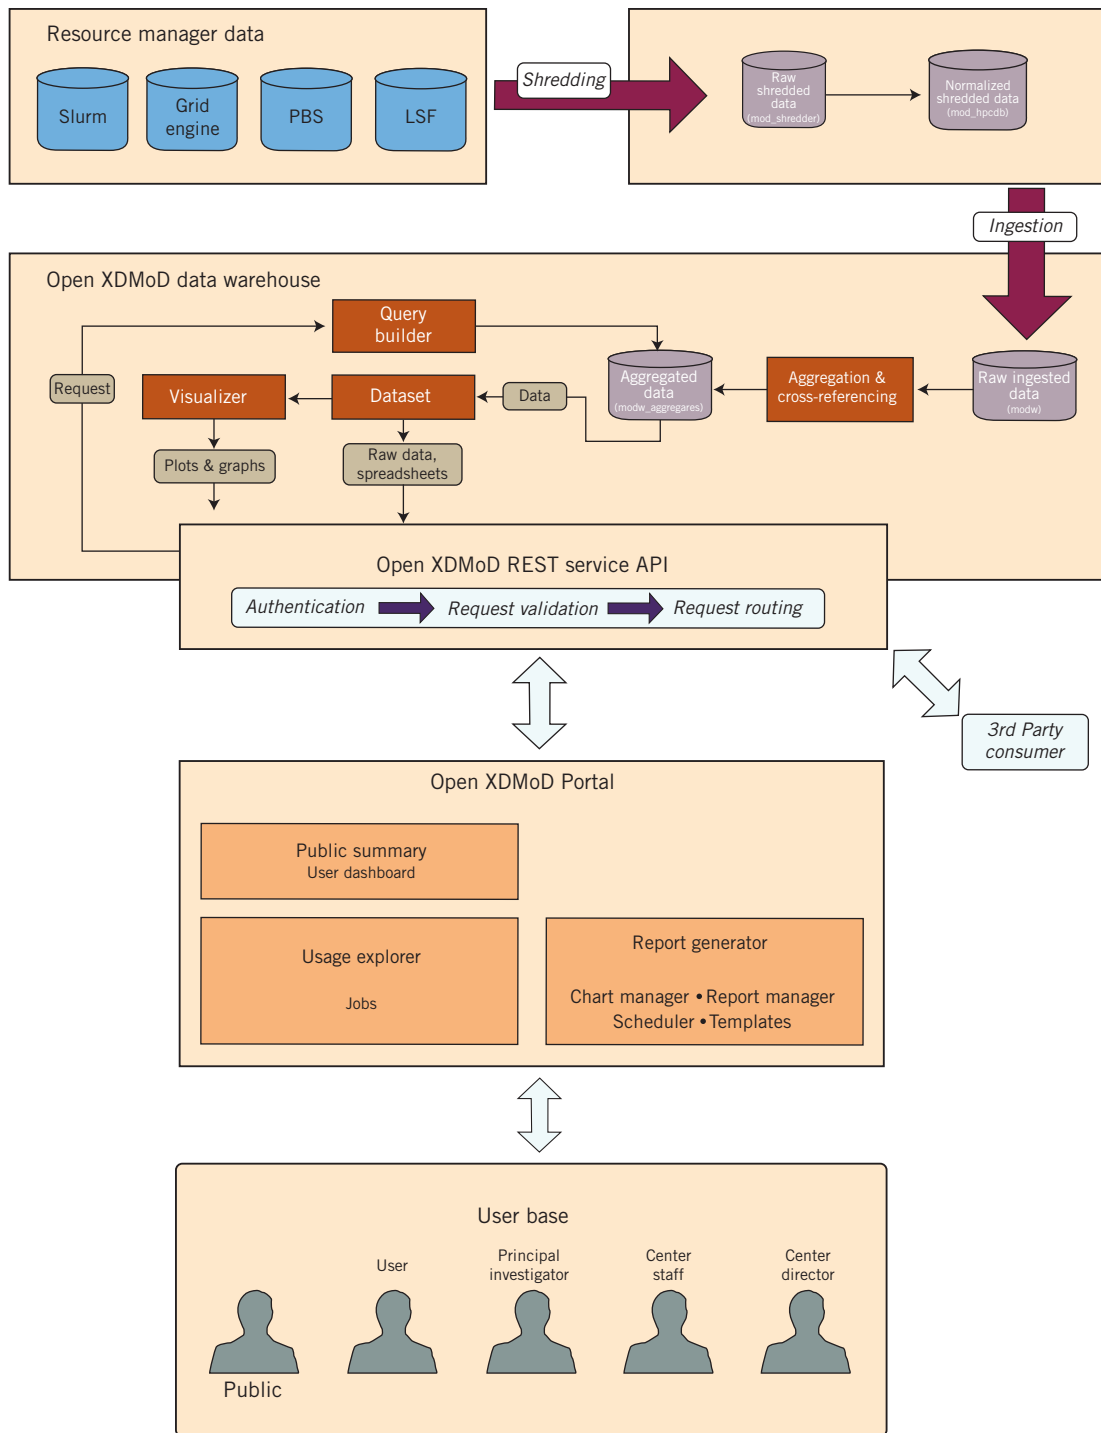 Resource manager data
Slurm
Grid
engine
PBS
LSF
Shredding
Raw
shredded
data
(mod_shredder)
Normalized
shredded data
(mod_hpcdb)
Ingestion
Open XDMoD data warehouse
Query
builder
Request
Visualizer
Dataset
Data
Aggregated
data
(modw_aggregares)
Aggregation &
cross-referencing
Raw ingested
data
(modw)
Plots & graphs
Raw data,
spreadsheets
Open XDMoD REST service API
Authentication
Request validation
Request routing
3rd Party
consumer
Open XDMoD Portal
Public summary
User dashboard
Usage explorer
Jobs
Report generator
Chart manager • Report manager
Scheduler • Templates
User base
User
Principal
investigator
Center
staff
Center
director
Public